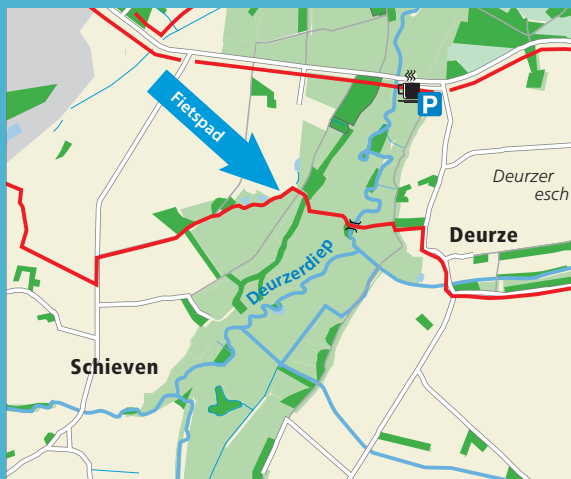 P
Fietspad
Deurzer
esch
Deurze
Deurzerdiep
Schieven